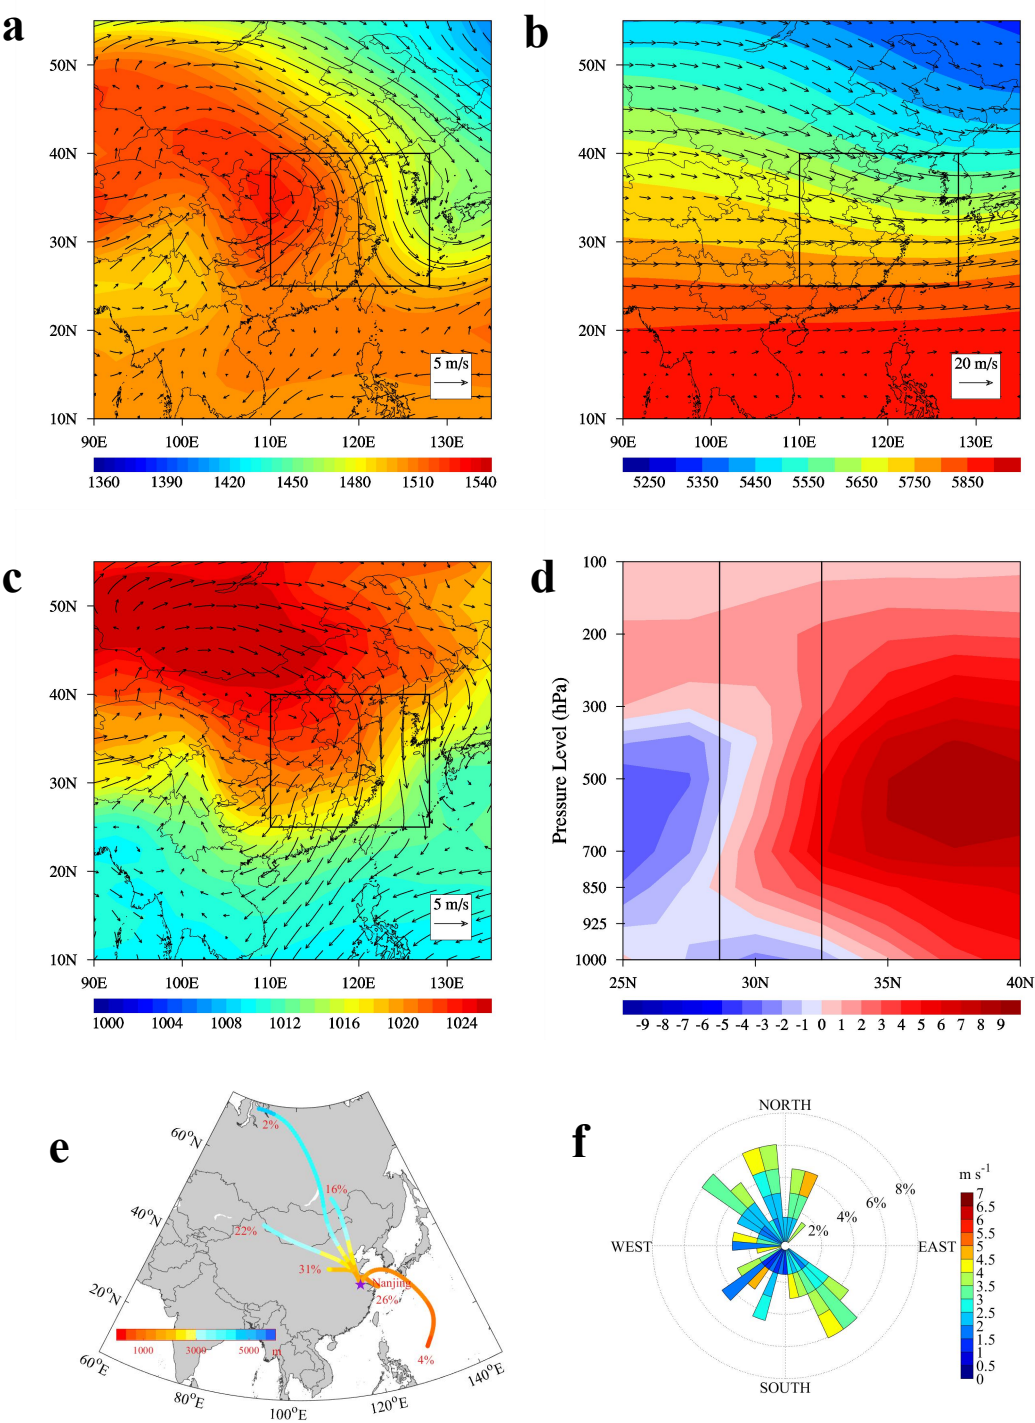 a
50N
40N
30N
20N
10N
5 m/s
90E 100E 110E 120E 130E
1360 1390 1420 1450 1480 1510 1540
b
50N
40N
30N
20N
10N
20 m/s
90E 100E 110E 120E 130E
5250 5350 5450 5550 5650 5750 5850
c
50N
40N
30N
20N
10N
5 m/s
90E 100E 110E 120E 130E
1000 1004 1008 1012 1016 1020 1024
d
Pressure Level (hPa)
100
200
300
500
700
850
925
1000
25N 30N 35N 40N
-9 -8 -7 -6 -5 -4 -3 -2 -1 0 1 2 3 4 5 6 7 8 9
e
60°N
40°N
20°N
2%
16%
22%
31%
Nanjing
26%
4%
1000 3000 5000 m
60°E 80°E 100°E 120°E 140°E
f
NORTH
WEST
EAST
SOUTH
2% 4% 6% 8%
m s-1
7
6.5
6
5.5
5
4.5
4
3.5
3
2.5
2
1.5
1
0.5
0